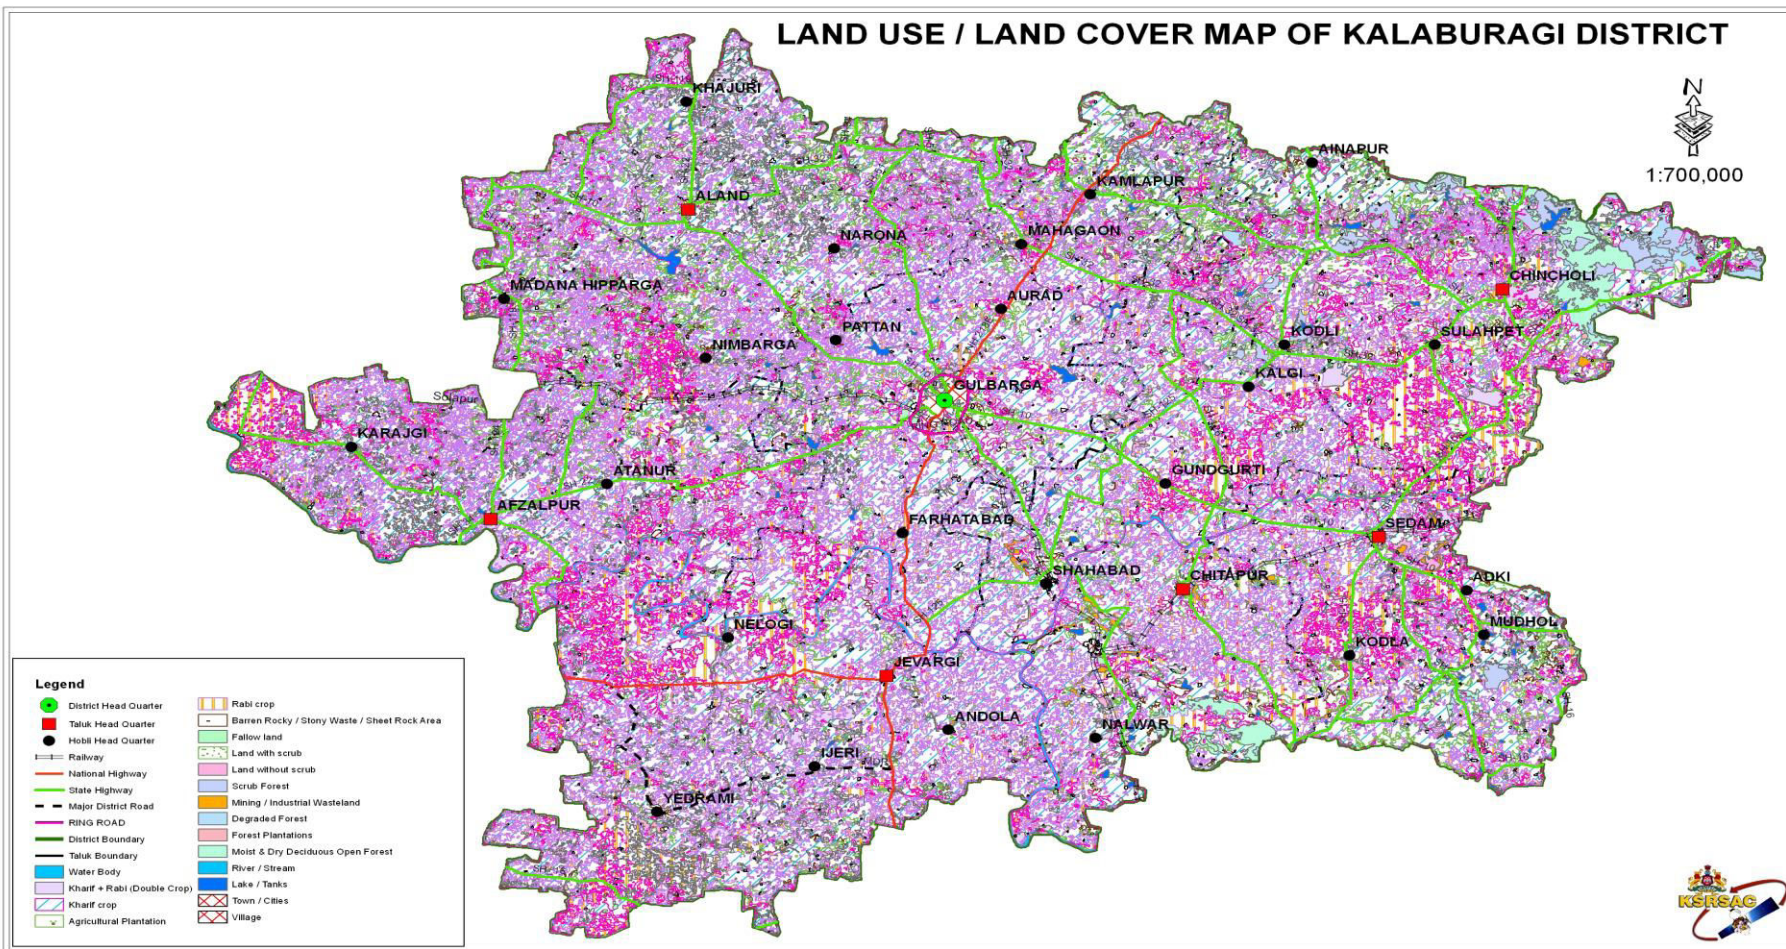 LAND USE / LAND COVER MAP OF KALABURAGI DISTRICT
N
1:700,000
KHAJURI
AINAPUR
KAMLAPUR
ALAND
NARONA
MAHAGAON
CHINCHOLI
MADANA HIPPARGA
AURAD
PATTAN
KODLI
SULAHPET
NIMBARGA
KALGI
GULBARGA
Solapur
KARAJGI
SH-10
ATANUR
GUNDGURTI
AFZALPUR
FARHATABAD
SH-10
SEDAM
SHAHABAD
CHITAPUR
ADKI
MUDHOL
NELOGI
KODLA
JEVARGI
ANDOLA
NALWAR
IJERI
YEDRAMI
Legend
District Head Quarter
Taluk Head Quarter
Hobli Head Quarter
Railway
National Highway
State Highway
Major District Road
RING ROAD
District Boundary
Taluk Boundary
Water Body
Kharif + Rabi (Double Crop)
Kharif crop
Agricultural Plantation
Rabi crop
Barren Rocky / Stony Waste / Sheet Rock Area
Fallow land
Land with scrub
Land without scrub
Scrub Forest
Mining / Industrial Wasteland
Degraded Forest
Forest Plantations
Moist & Dry Deciduous Open Forest
River / Stream
Lake / Tanks
Town / Cities
Village
KSRSAC